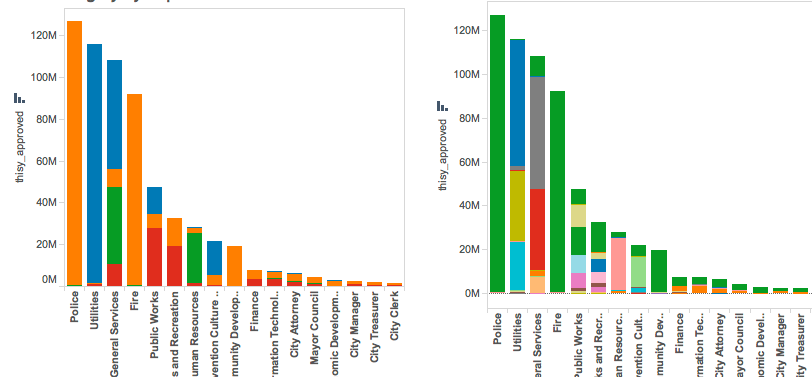 120M
100M
80M
60M
40M
20M
0M
thisy_approved
Police
Utilities
General Services
Fire
Public Works
s and Recreation
uman Resources
vention Culture ..
munity Develop..
Finance
rmation Technol..
City Attorney
Mayor Council
nomic Developm..
City Manager
City Treasurer
City Clerk
120M
100M
80M
60M
40M
20M
0M
thisy_approved
Police
Utilities
eral Services
Fire
Public Works
ks and Recr..
an Resourc..
vention Cult..
munity Dev..
Finance
rmation Tec..
City Attorney
ayor Council
nomic Devel..
ity Manager
ty Treasurer